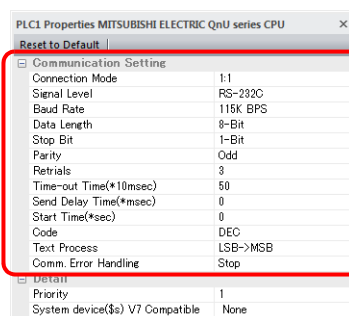 PLC1 Properties MITSUBISHI ELECTRIC QnU series CPU ×
Reset to Default
Communication Setting
Connection Mode 1:1
Signal Level RS-232C
Baud Rate 115K BPS
Data Length 8-Bit
Stop Bit 1-Bit
Parity Odd
Retrials 3
Time-out Time(*10msec) 50
Send Delay Time(*msec) 0
Start Time(*sec) 0
Code DEC
Text Process LSB->MSB
Comm. Error Handling Stop
Detail
Priority 1
System device($s) V7 Compatible None